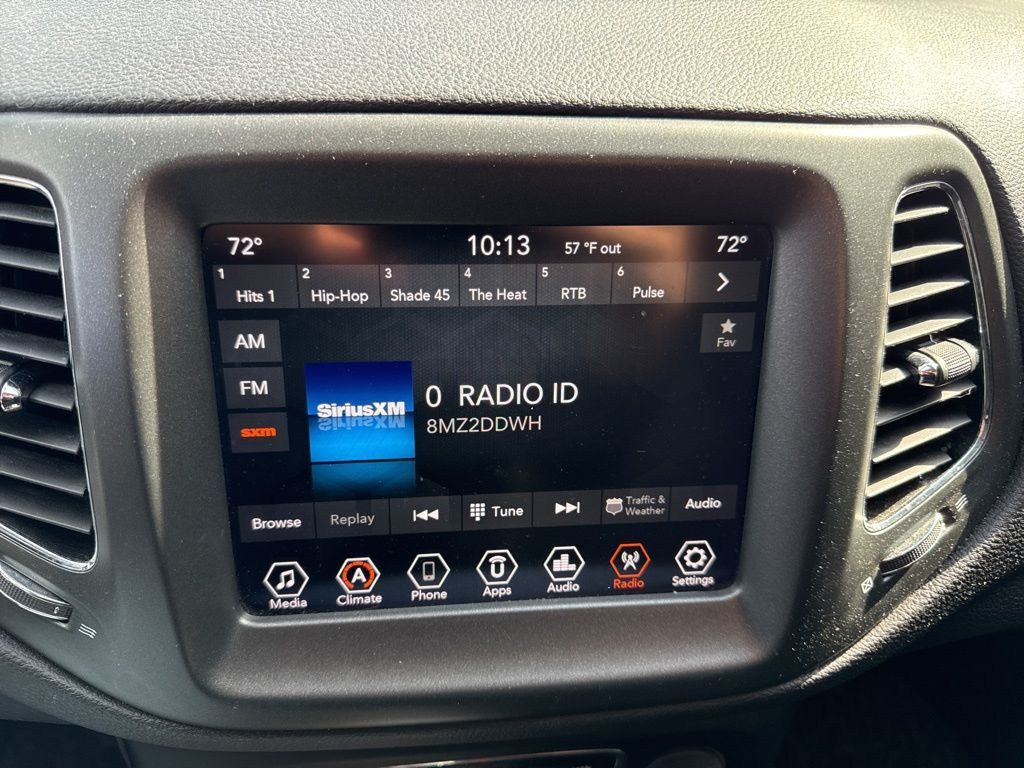 72° 10:13 57 °F out 72°
1 2 3 4 5 6
Hits 1 Hip-Hop Shade 45 The Heat RTB Pulse
AM
Fav
FM
sxm
SiriusXM
0 RADIO ID
8MZ2DDWH
Browse Replay Tune Traffic & Weather Audio
A
Media Climate Phone Apps Audio Radio Settings